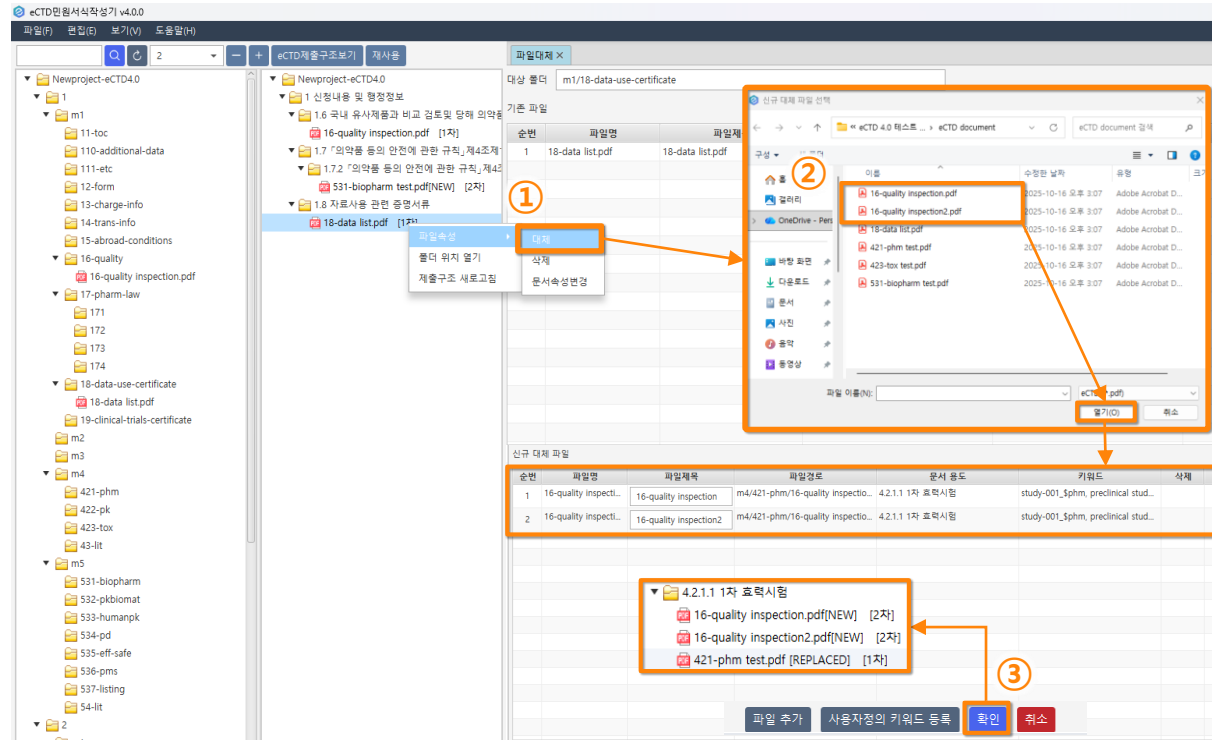 eCTD민원서식작성기 v4.0.0
파일(F) 편집(E) 보기(V) 도움말(H)
2 − + eCTD제출구조보기 재사용
Newproject-eCTD4.0
1
m1
11-toc
110-additional-data
111-etc
12-form
13-charge-info
14-trans-info
15-abroad-conditions
16-quality
16-quality inspection.pdf
17-pharm-law
171
172
173
174
18-data-use-certificate
18-data list.pdf
19-clinical-trials-certificate
m2
m3
m4
421-phm
422-pk
423-tox
43-lit
m5
531-biopharm
532-pkbiomat
533-humanpk
534-pd
535-eff-safe
536-pms
537-listing
54-lit
2
Newproject-eCTD4.0
1 신청내용 및 행정정보
1.6 국내 유사제품과 비교 검토및 당해 의약품
16-quality inspection.pdf [1차]
1.7 「의약품 등의 안전에 관한 규칙」제4조제1
1.7.2 「의약품 등의 안전에 관한 규칙」제4조
531-biopharm test.pdf[NEW] [2차]
1.8 자료사용 관련 증명서류
18-data list.pdf [1차]
파일속성
폴더 위치 열기
제출구조 새로고침
①
대체
삭제
문서속성변경
파일대체 ×
대상 폴더 m1/18-data-use-certificate
기존 파일
순번 파일명 파일제
1 18-data list.pdf 18-data list.pdf
신규 대체 파일 선택
« eCTD 4.0 테스트 ... › eCTD document
eCTD document 검색
구성
②
홈
갤러리
OneDrive - Pers
바탕 화면
다운로드
문서
사진
음악
동영상
이름 수정한 날짜 유형 크기
16-quality inspection.pdf 2025-10-16 오후 3:07 Adobe Acrobat D...
16-quality inspection2.pdf 2025-10-16 오후 3:07 Adobe Acrobat D...
18-data list.pdf 2025-10-16 오후 3:07 Adobe Acrobat D...
421-phm test.pdf 2025-10-16 오후 3:07 Adobe Acrobat D...
423-tox test.pdf 2025-10-16 오후 3:07 Adobe Acrobat D...
531-biopharm test.pdf 2025-10-16 오후 3:07 Adobe Acrobat D...
파일 이름(N):
열기(O) 취소
신규 대체 파일
순번 파일명 파일제목 파일경로 문서 용도 키워드 삭제
1 16-quality inspecti... 16-quality inspection m4/421-phm/16-quality inspectio... 4.2.1.1 1차 효력시험 study-001_$phm, preclinical stud...
2 16-quality inspecti... 16-quality inspection2 m4/421-phm/16-quality inspectio... 4.2.1.1 1차 효력시험 study-001_$phm, preclinical stud...
4.2.1.1 1차 효력시험
16-quality inspection.pdf[NEW] [2차]
16-quality inspection2.pdf[NEW] [2차]
421-phm test.pdf [REPLACED] [1차]
③
파일 추가 사용자정의 키워드 등록 확인 취소